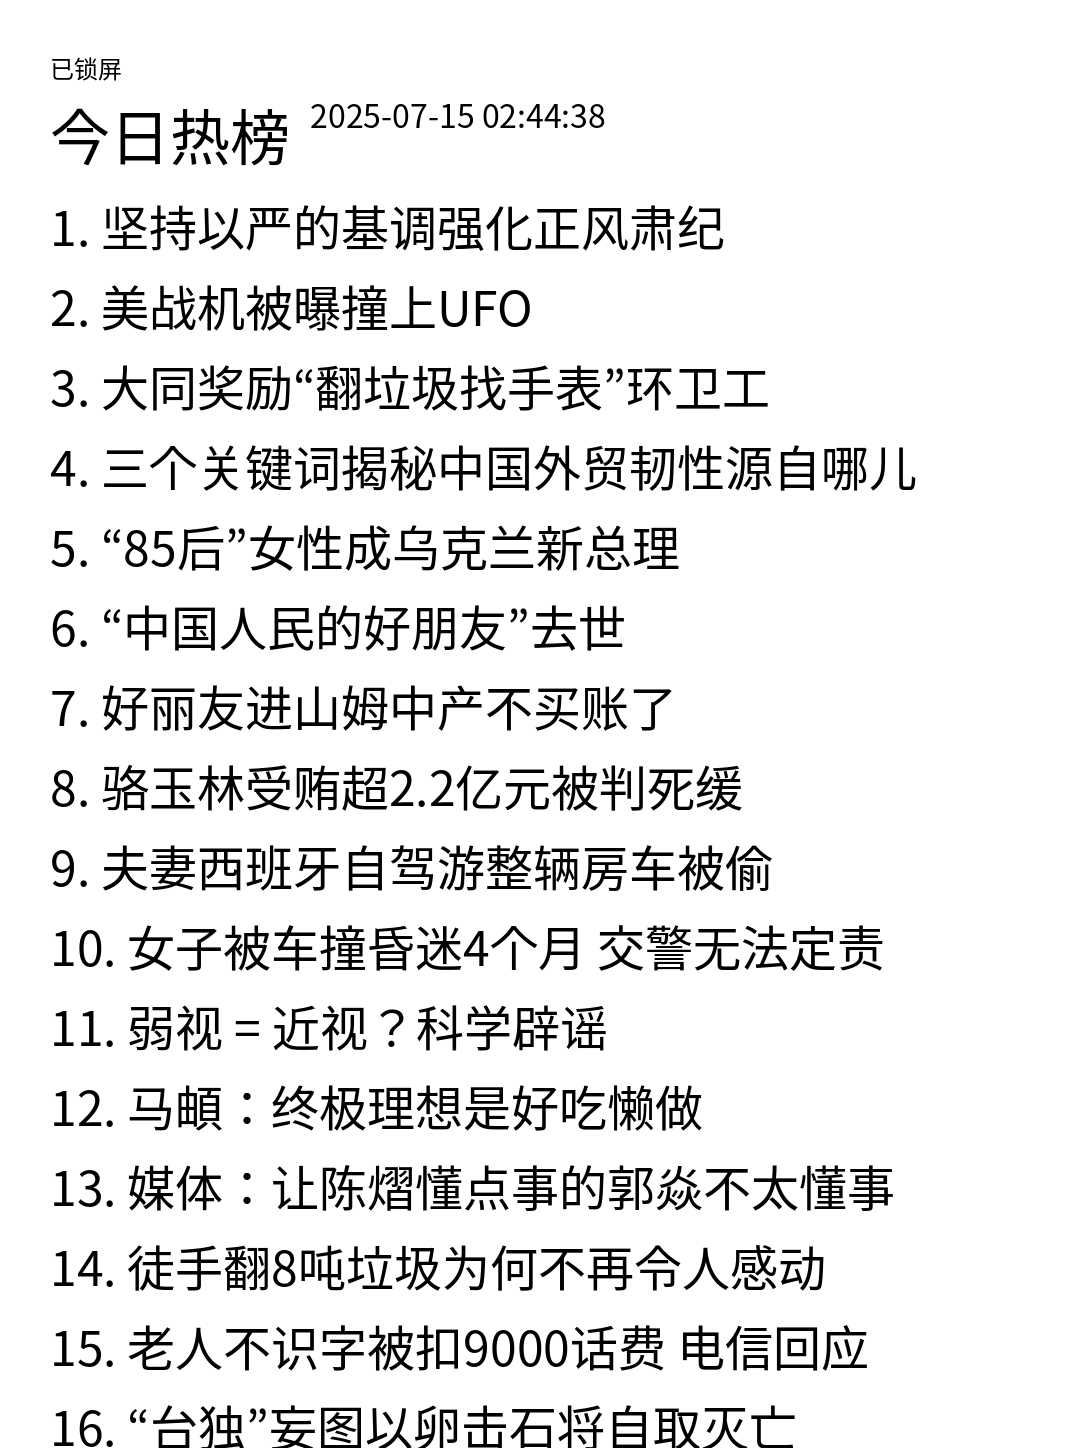 已锁屏
今日热榜 2025-07-15 02:44:38
1. 坚持以严的基调强化正风肃纪
2. 美战机被曝撞上UFO
3. 大同奖励“翻垃圾找手表”环卫工
4. 三个关键词揭秘中国外贸韧性源自哪儿
5. “85后”女性成乌克兰新总理
6. “中国人民的好朋友”去世
7. 好丽友进山姆中产不买账了
8. 骆玉林受贿超2.2亿元被判死缓
9. 夫妻西班牙自驾游整辆房车被偷
10. 女子被车撞昏迷4个月 交警无法定责
11. 弱视 = 近视？科学辟谣
12. 马頔：终极理想是好吃懒做
13. 媒体：让陈熠懂点事的郭焱不太懂事
14. 徒手翻8吨垃圾为何不再令人感动
15. 老人不识字被扣9000话费 电信回应
16. “台独”妄图以卵击石将自取灭亡